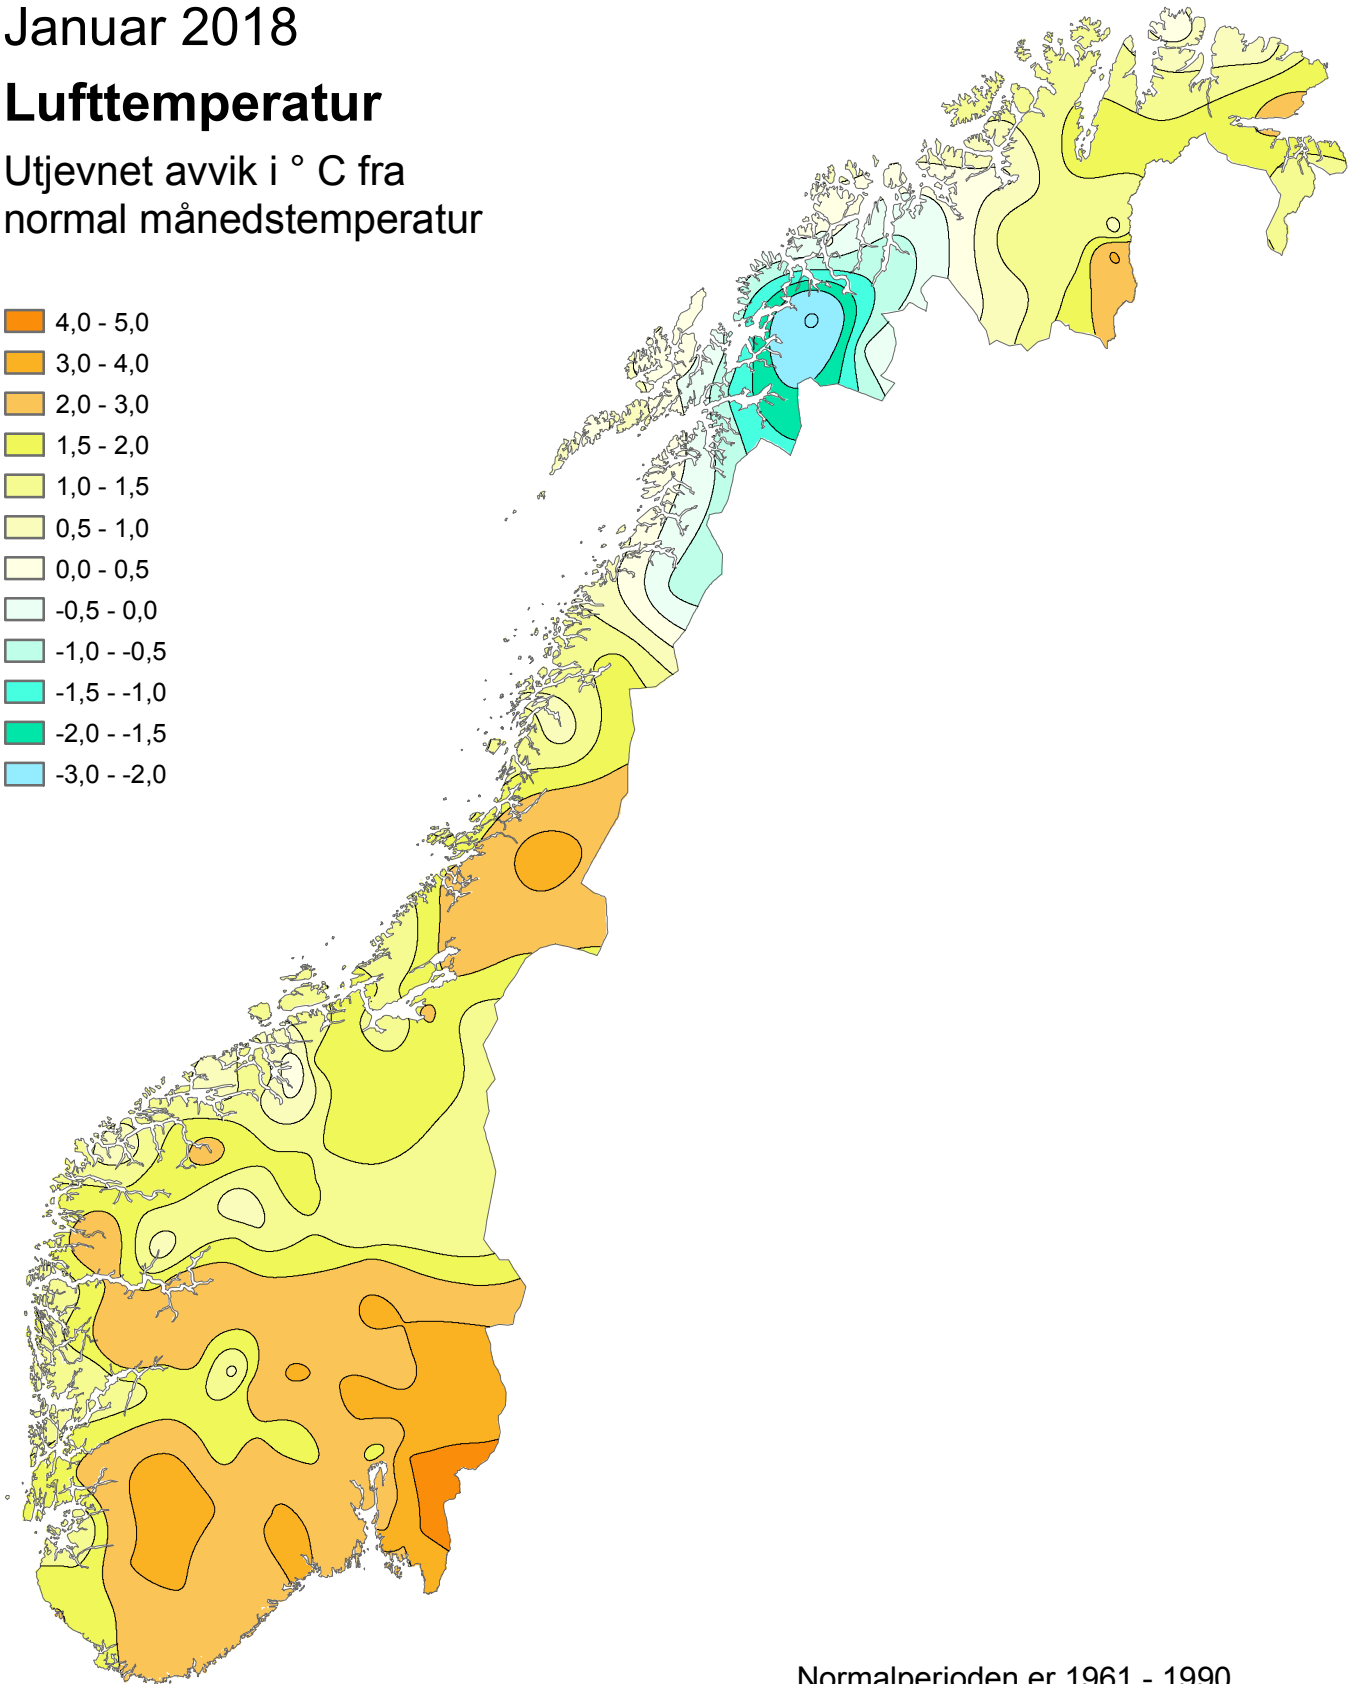 Januar 2018
Lufttemperatur
Utjevnet avvik i ° C fra
normal månedstemperatur
4,0 - 5,0
3,0 - 4,0
2,0 - 3,0
1,5 - 2,0
1,0 - 1,5
0,5 - 1,0
0,0 - 0,5
-0,5 - 0,0
-1,0 - -0,5
-1,5 - -1,0
-2,0 - -1,5
-3,0 - -2,0
Normalperioden er 1961 - 1990